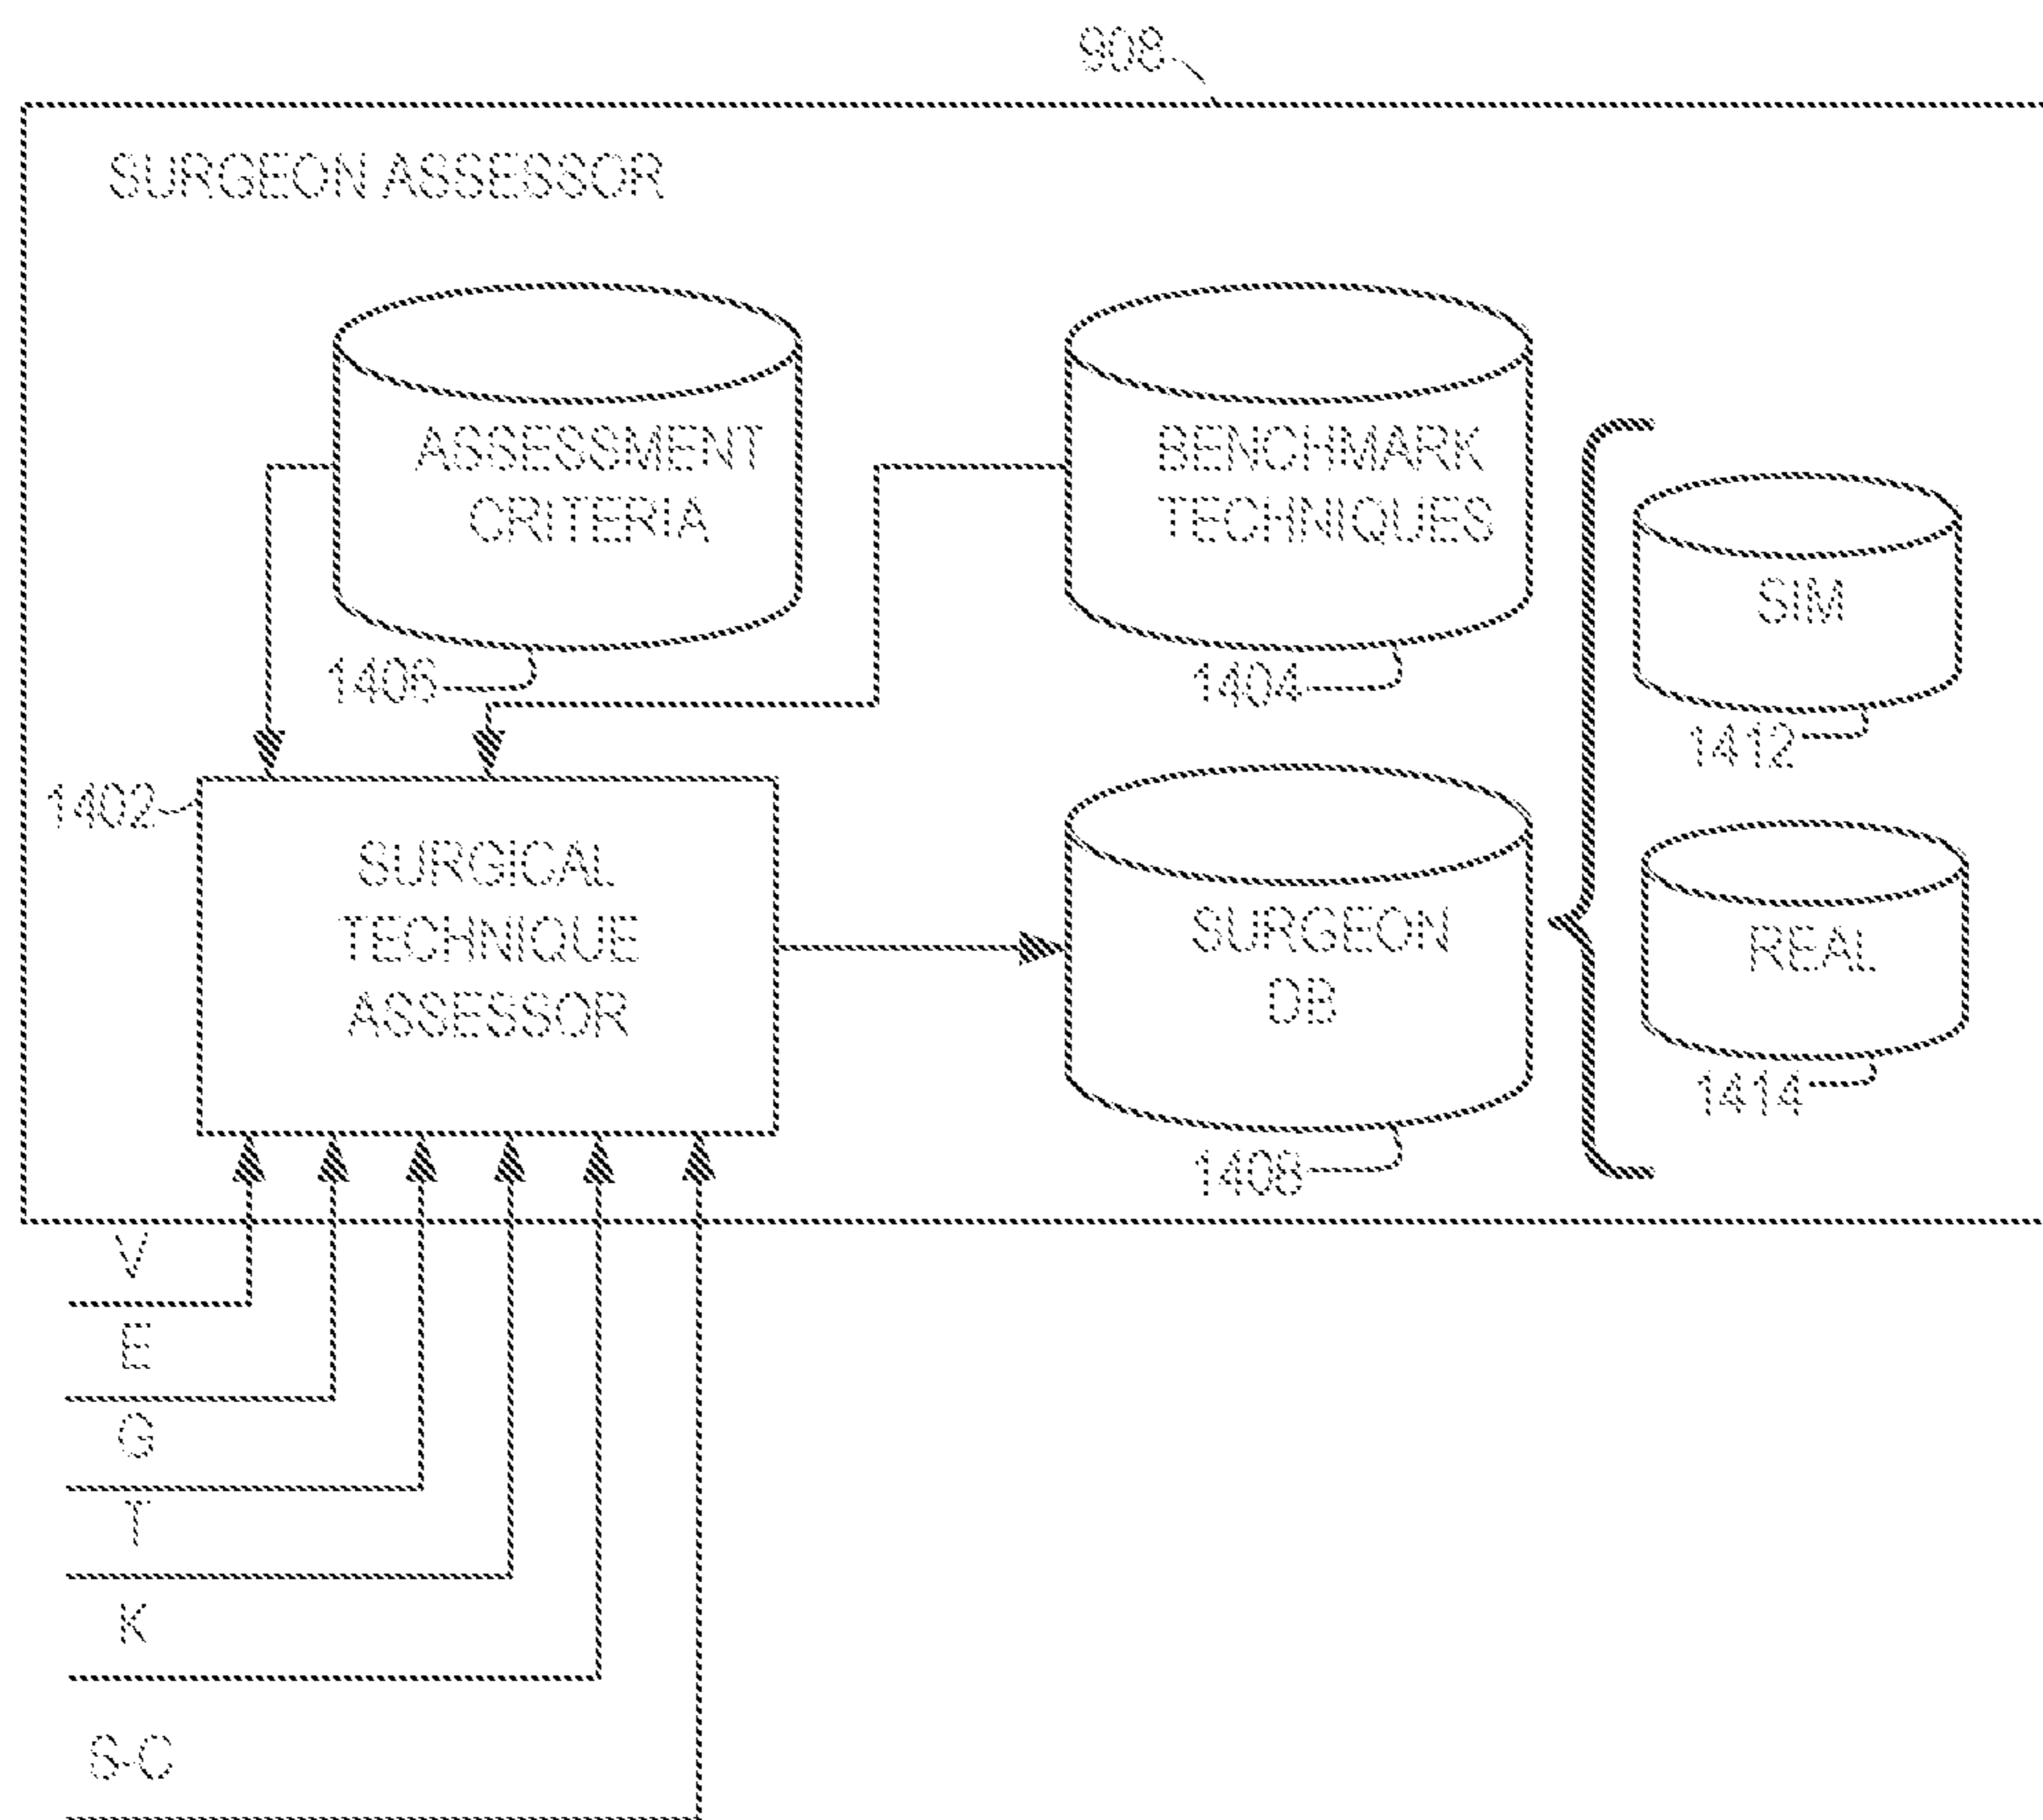 908
SURGEON ASSESSOR
ASSESSMENT
CRITERIA
1406
BENCHMARK
TECHNIQUES
1404
SIM
1412
1402
SURGICAL
TECHNIQUE
ASSESSOR
SURGEON
DB
1408
REAL
1414
V
E
G
T
K
S-C